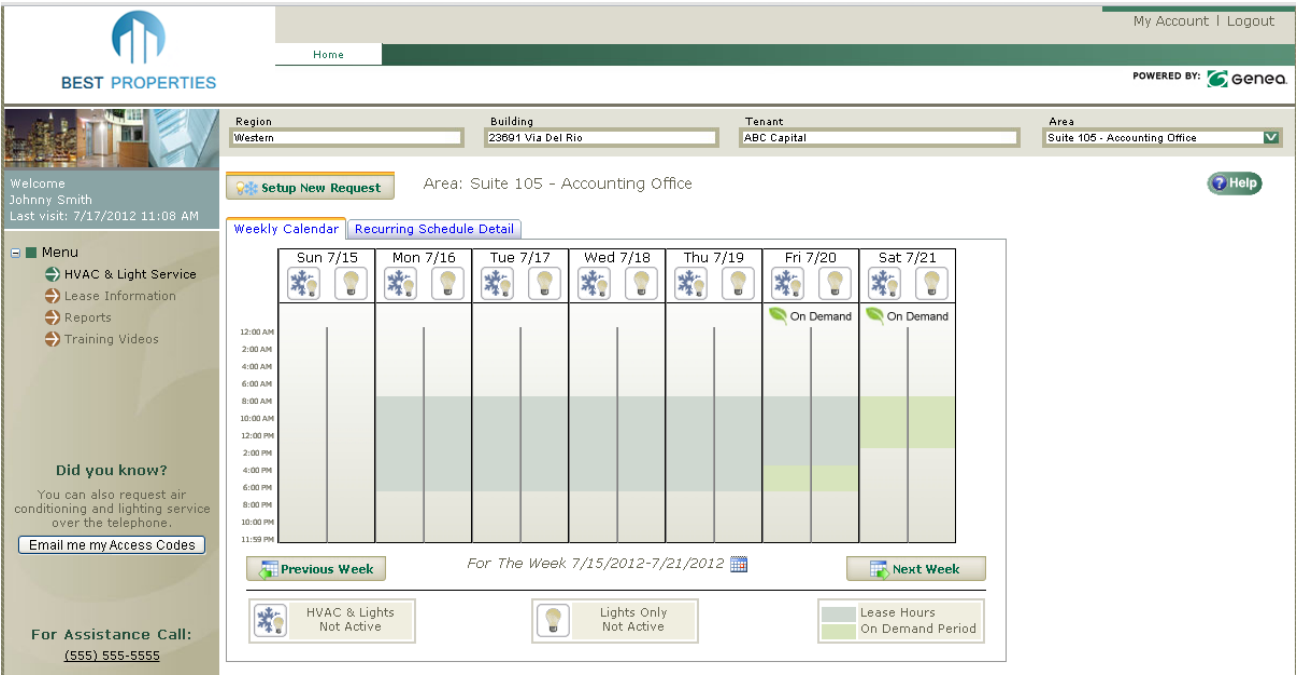 My Account | Logout
Home
BEST PROPERTIES
POWERED BY: Genea
Region
Building
Tenant
Area
Western
23691 Via Del Rio
ABC Capital
Suite 105 - Accounting Office
Welcome
Johnny Smith
Last visit: 7/17/2012 11:08 AM
Setup New Request
Area: Suite 105 - Accounting Office
Help
Weekly Calendar
Recurring Schedule Detail
Menu
HVAC & Light Service
Lease Information
Reports
Training Videos
Sun 7/15
Mon 7/16
Tue 7/17
Wed 7/18
Thu 7/19
Fri 7/20
Sat 7/21
On Demand
On Demand
12:00 AM
2:00 AM
4:00 AM
6:00 AM
8:00 AM
10:00 AM
12:00 PM
2:00 PM
4:00 PM
6:00 PM
8:00 PM
10:00 PM
11:59 PM
Did you know?
You can also request air
conditioning and lighting service
over the telephone.
Email me my Access Codes
Previous Week
For The Week 7/15/2012-7/21/2012
Next Week
HVAC & Lights
Not Active
Lights Only
Not Active
Lease Hours
On Demand Period
For Assistance Call:
(555) 555-5555